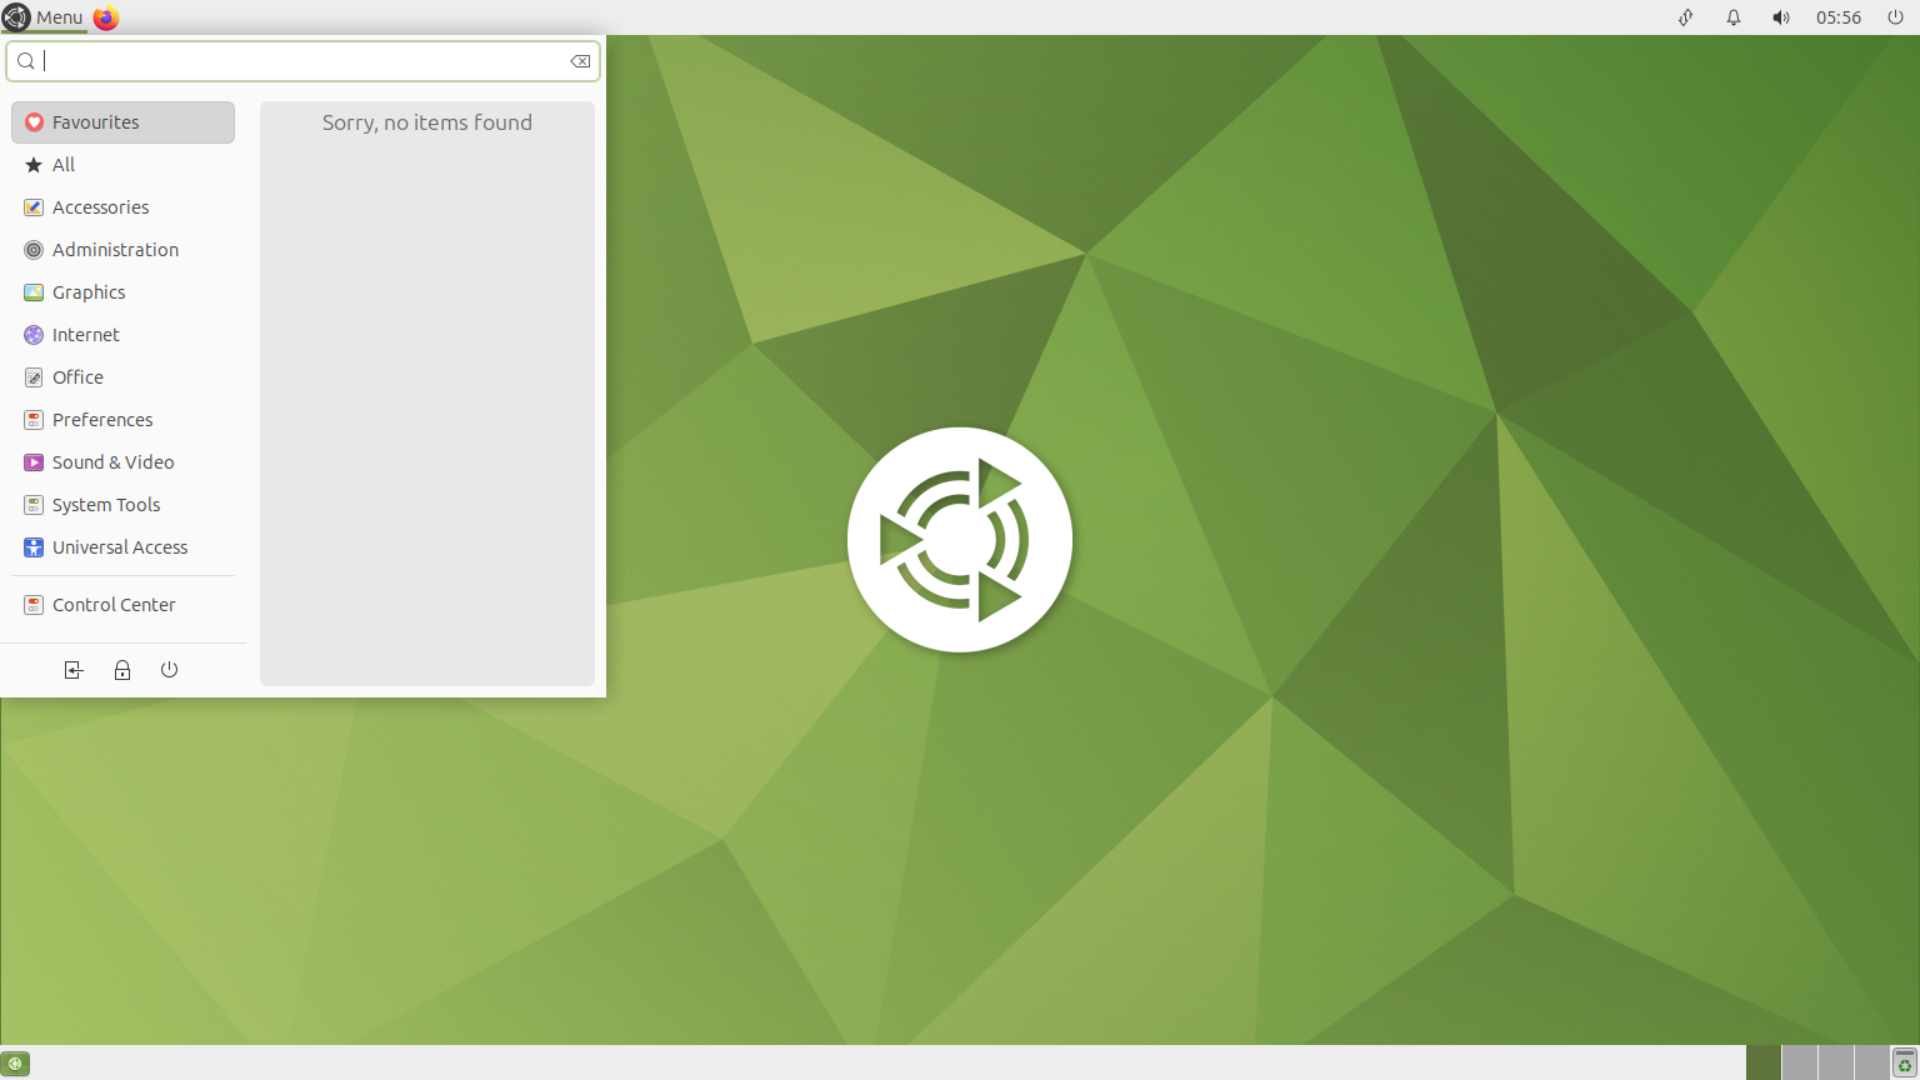 Menu
05:56
Favourites
Sorry, no items found
All
Accessories
Administration
Graphics
Internet
Office
Preferences
Sound & Video
System Tools
Universal Access
Control Center